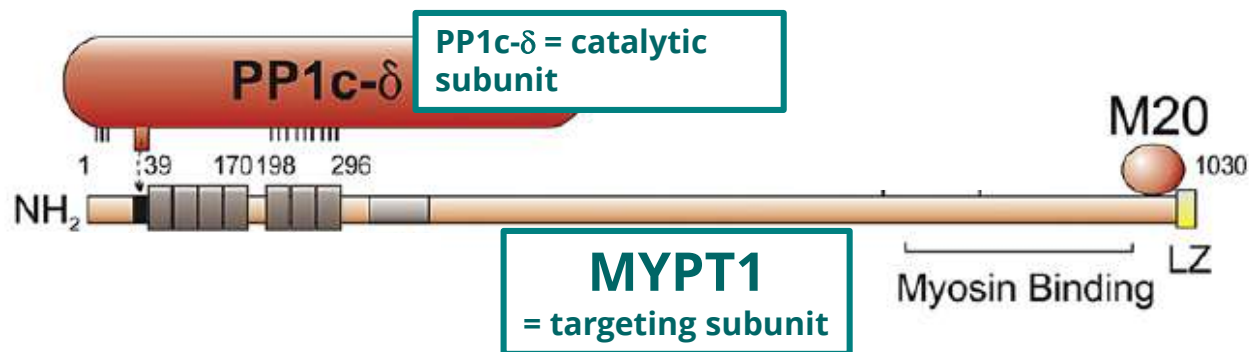 PP1c-δ = catalytic
subunit
PP1c-δ
M20
1 39 170 198 296 1030
NH2
MYPT1
= targeting subunit
Myosin Binding
LZ